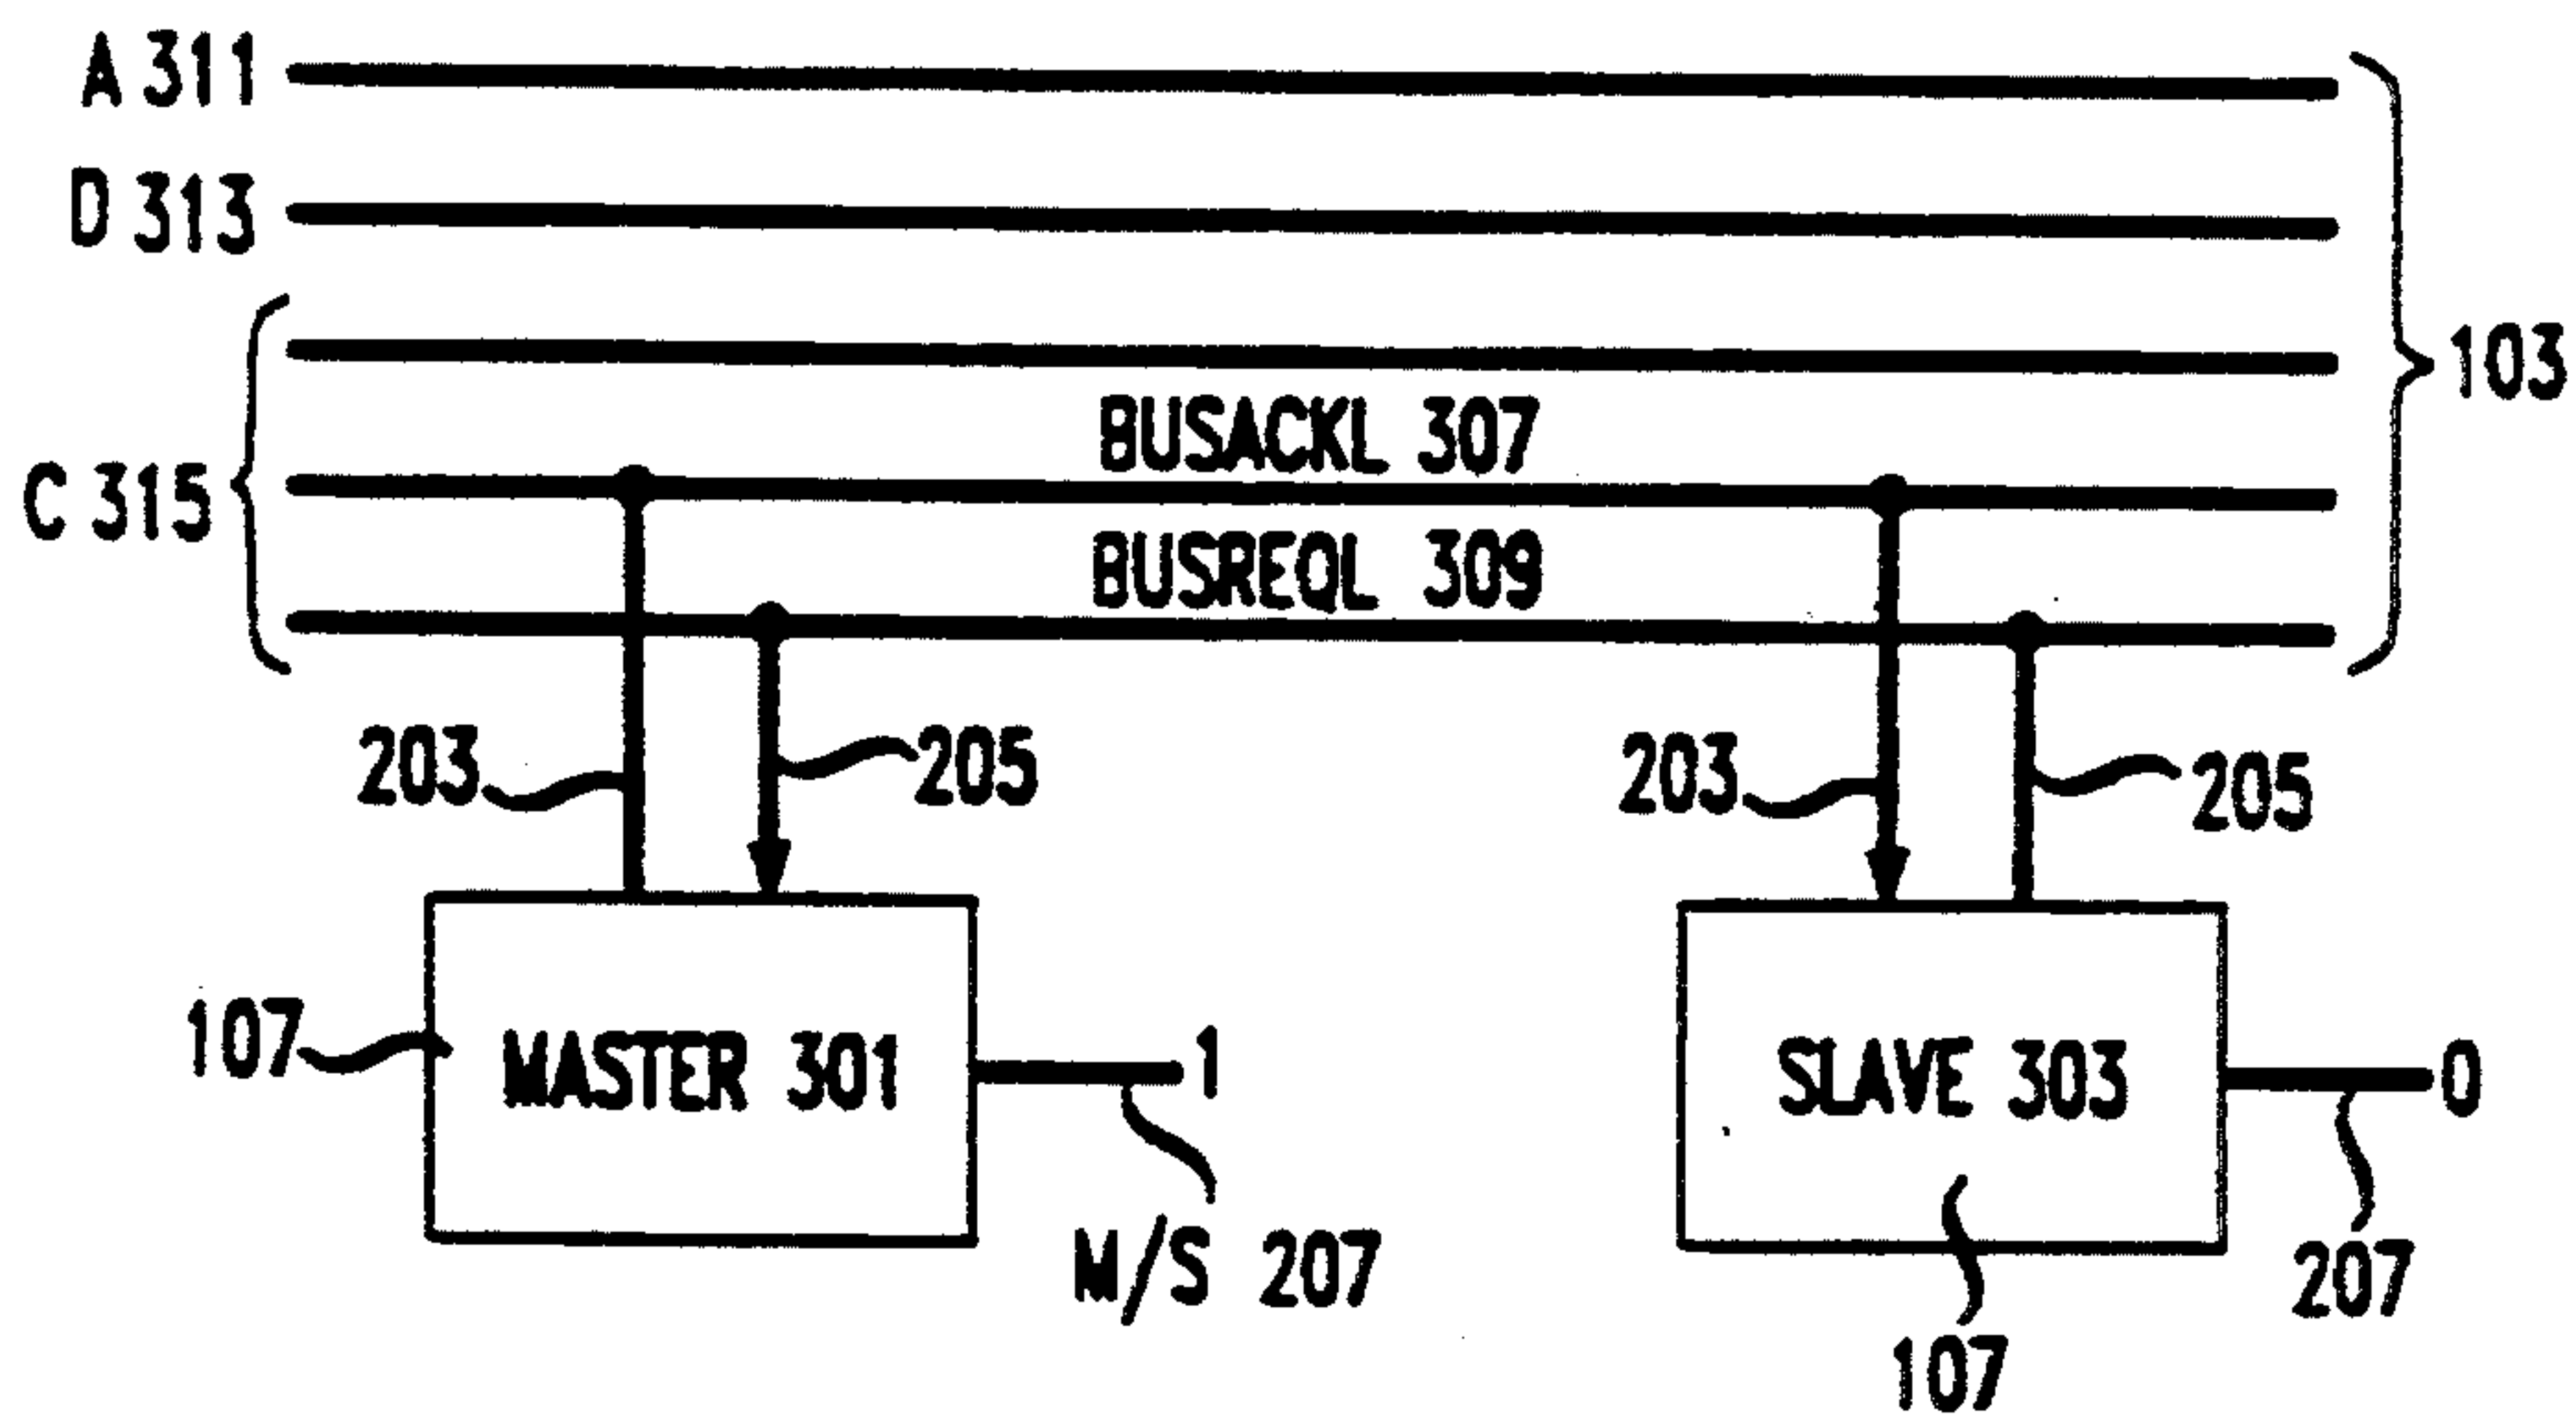 A 311
D 313
103
BUSACKL 307
C 315
BUSREQL 309
203
205
203
205
107
MASTER 301
1
SLAVE 303
0
M/S 207
207
107